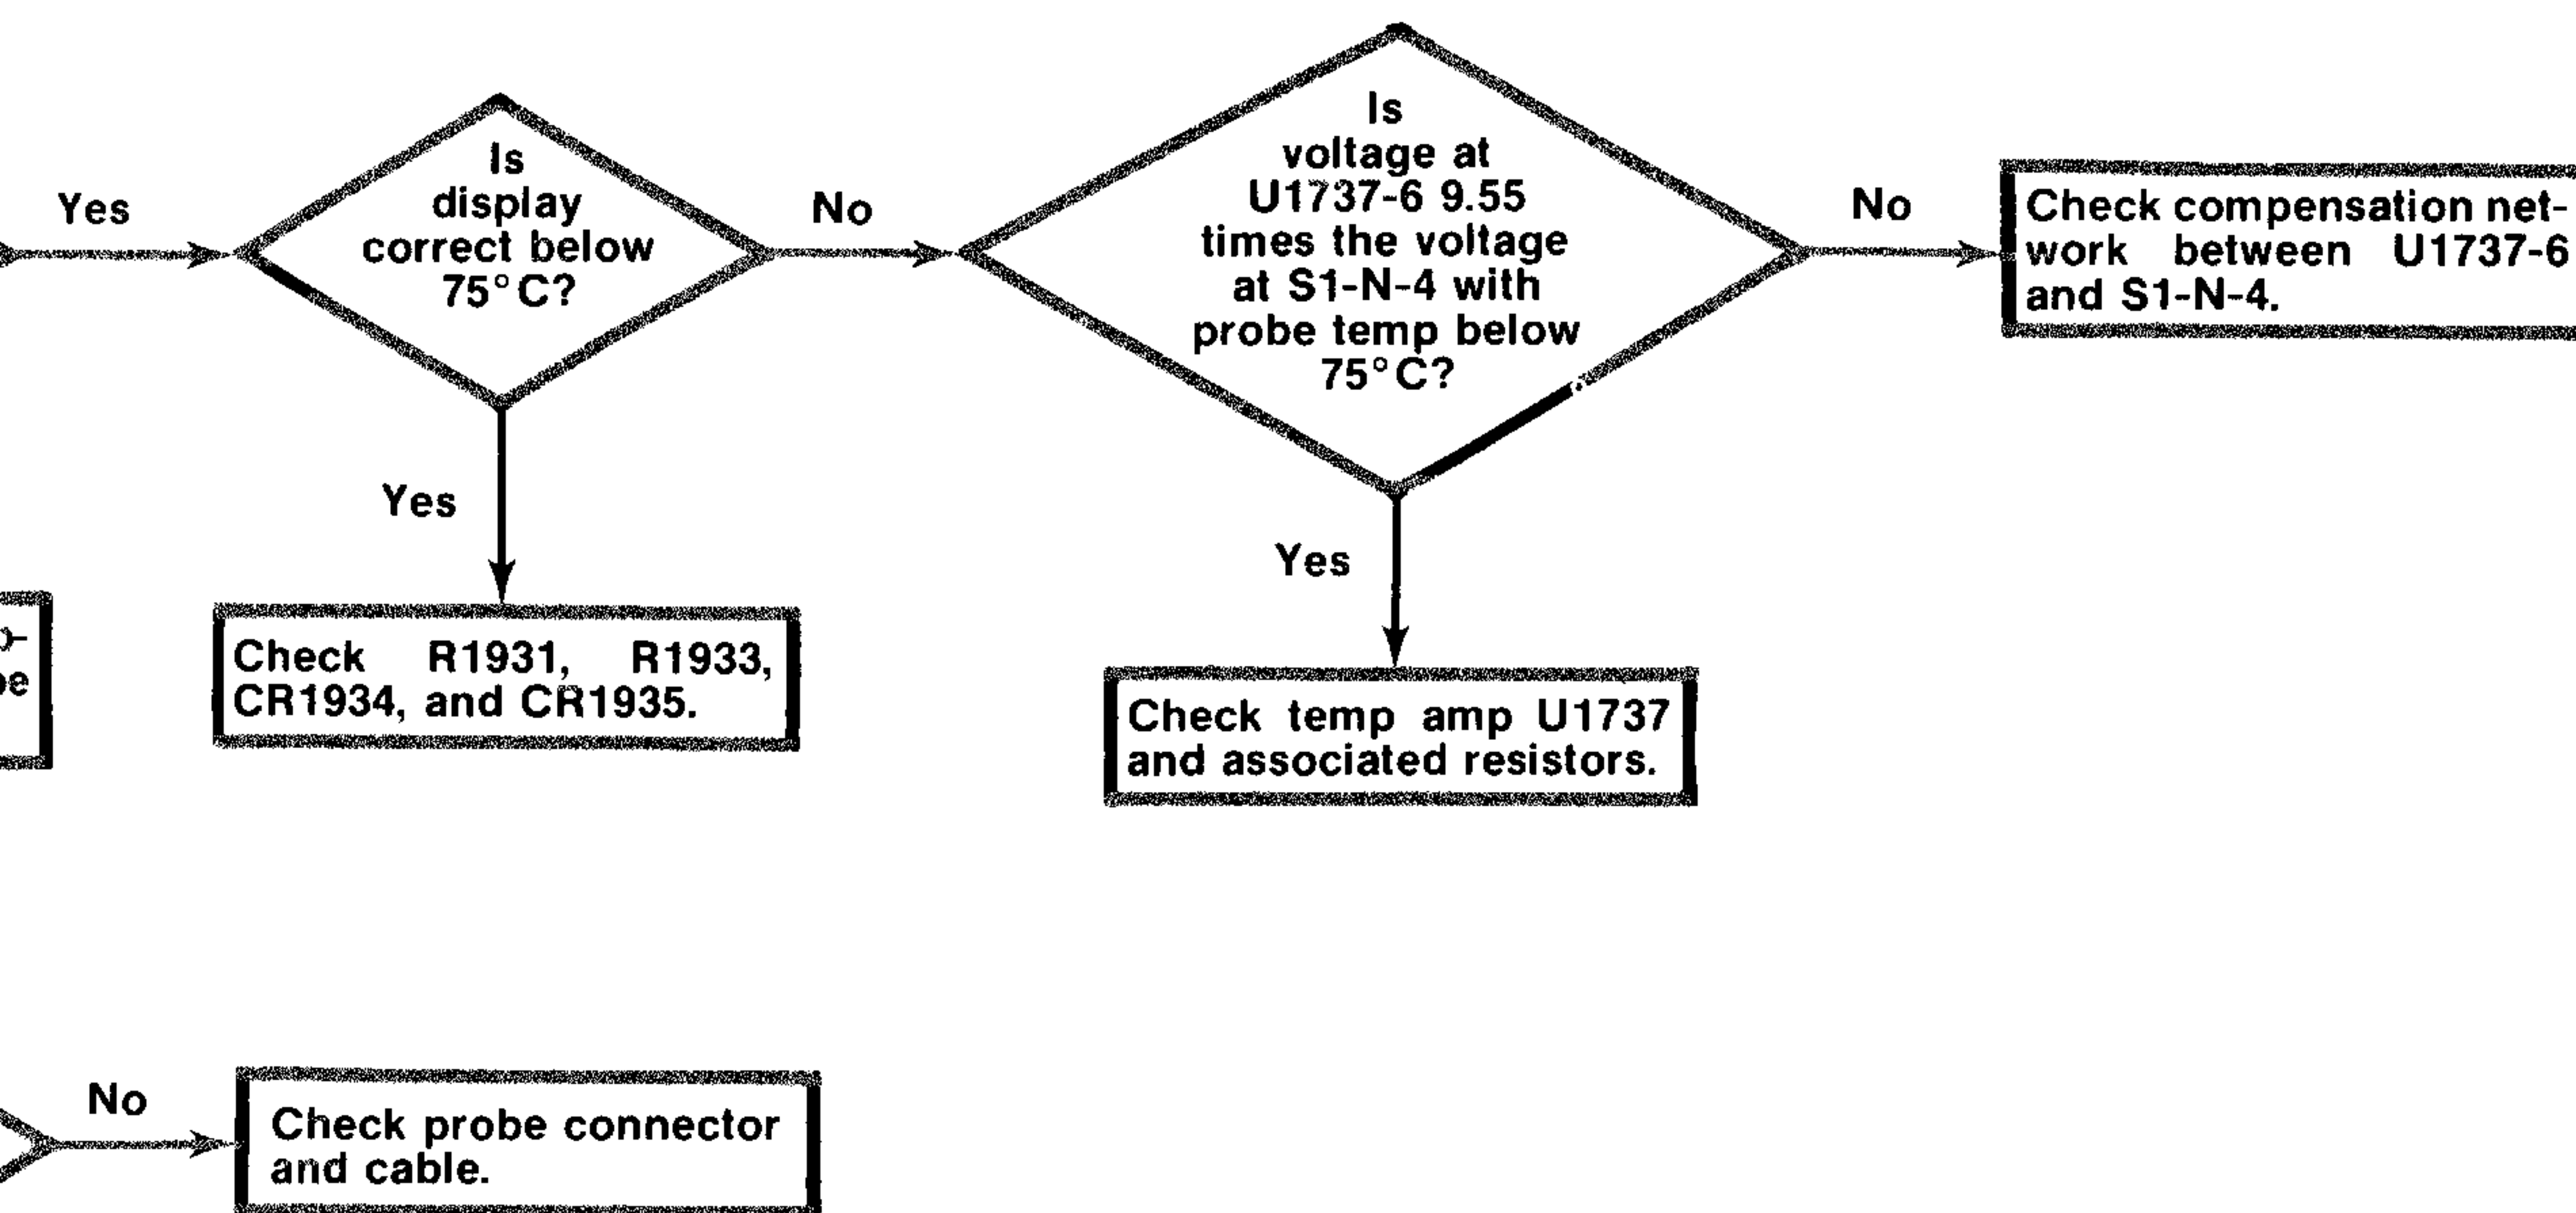 Yes
Is
display
correct below
75°C?
No
Is
voltage at
U1737-6 9.55
times the voltage
at S1-N-4 with
probe temp below
75°C?
No
Check compensation net-
work between U1737-6
and S1-N-4.
Yes
Check R1931, R1933,
CR1934, and CR1935.
Yes
Check temp amp U1737
and associated resistors.
No
Check probe connector
and cable.